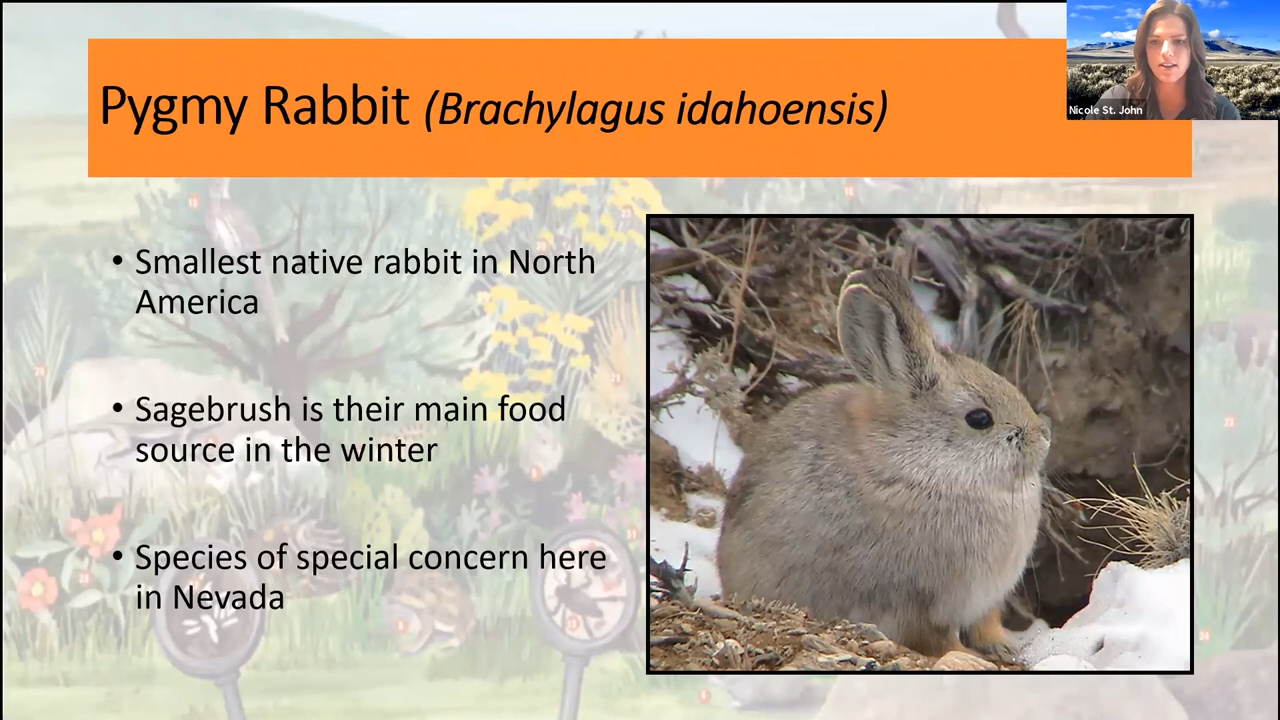 Pygmy Rabbit (Brachylagus idahoensis)
Nicole St. John
• Smallest native rabbit in North
America
• Sagebrush is their main food
source in the winter
• Species of special concern here
in Nevada